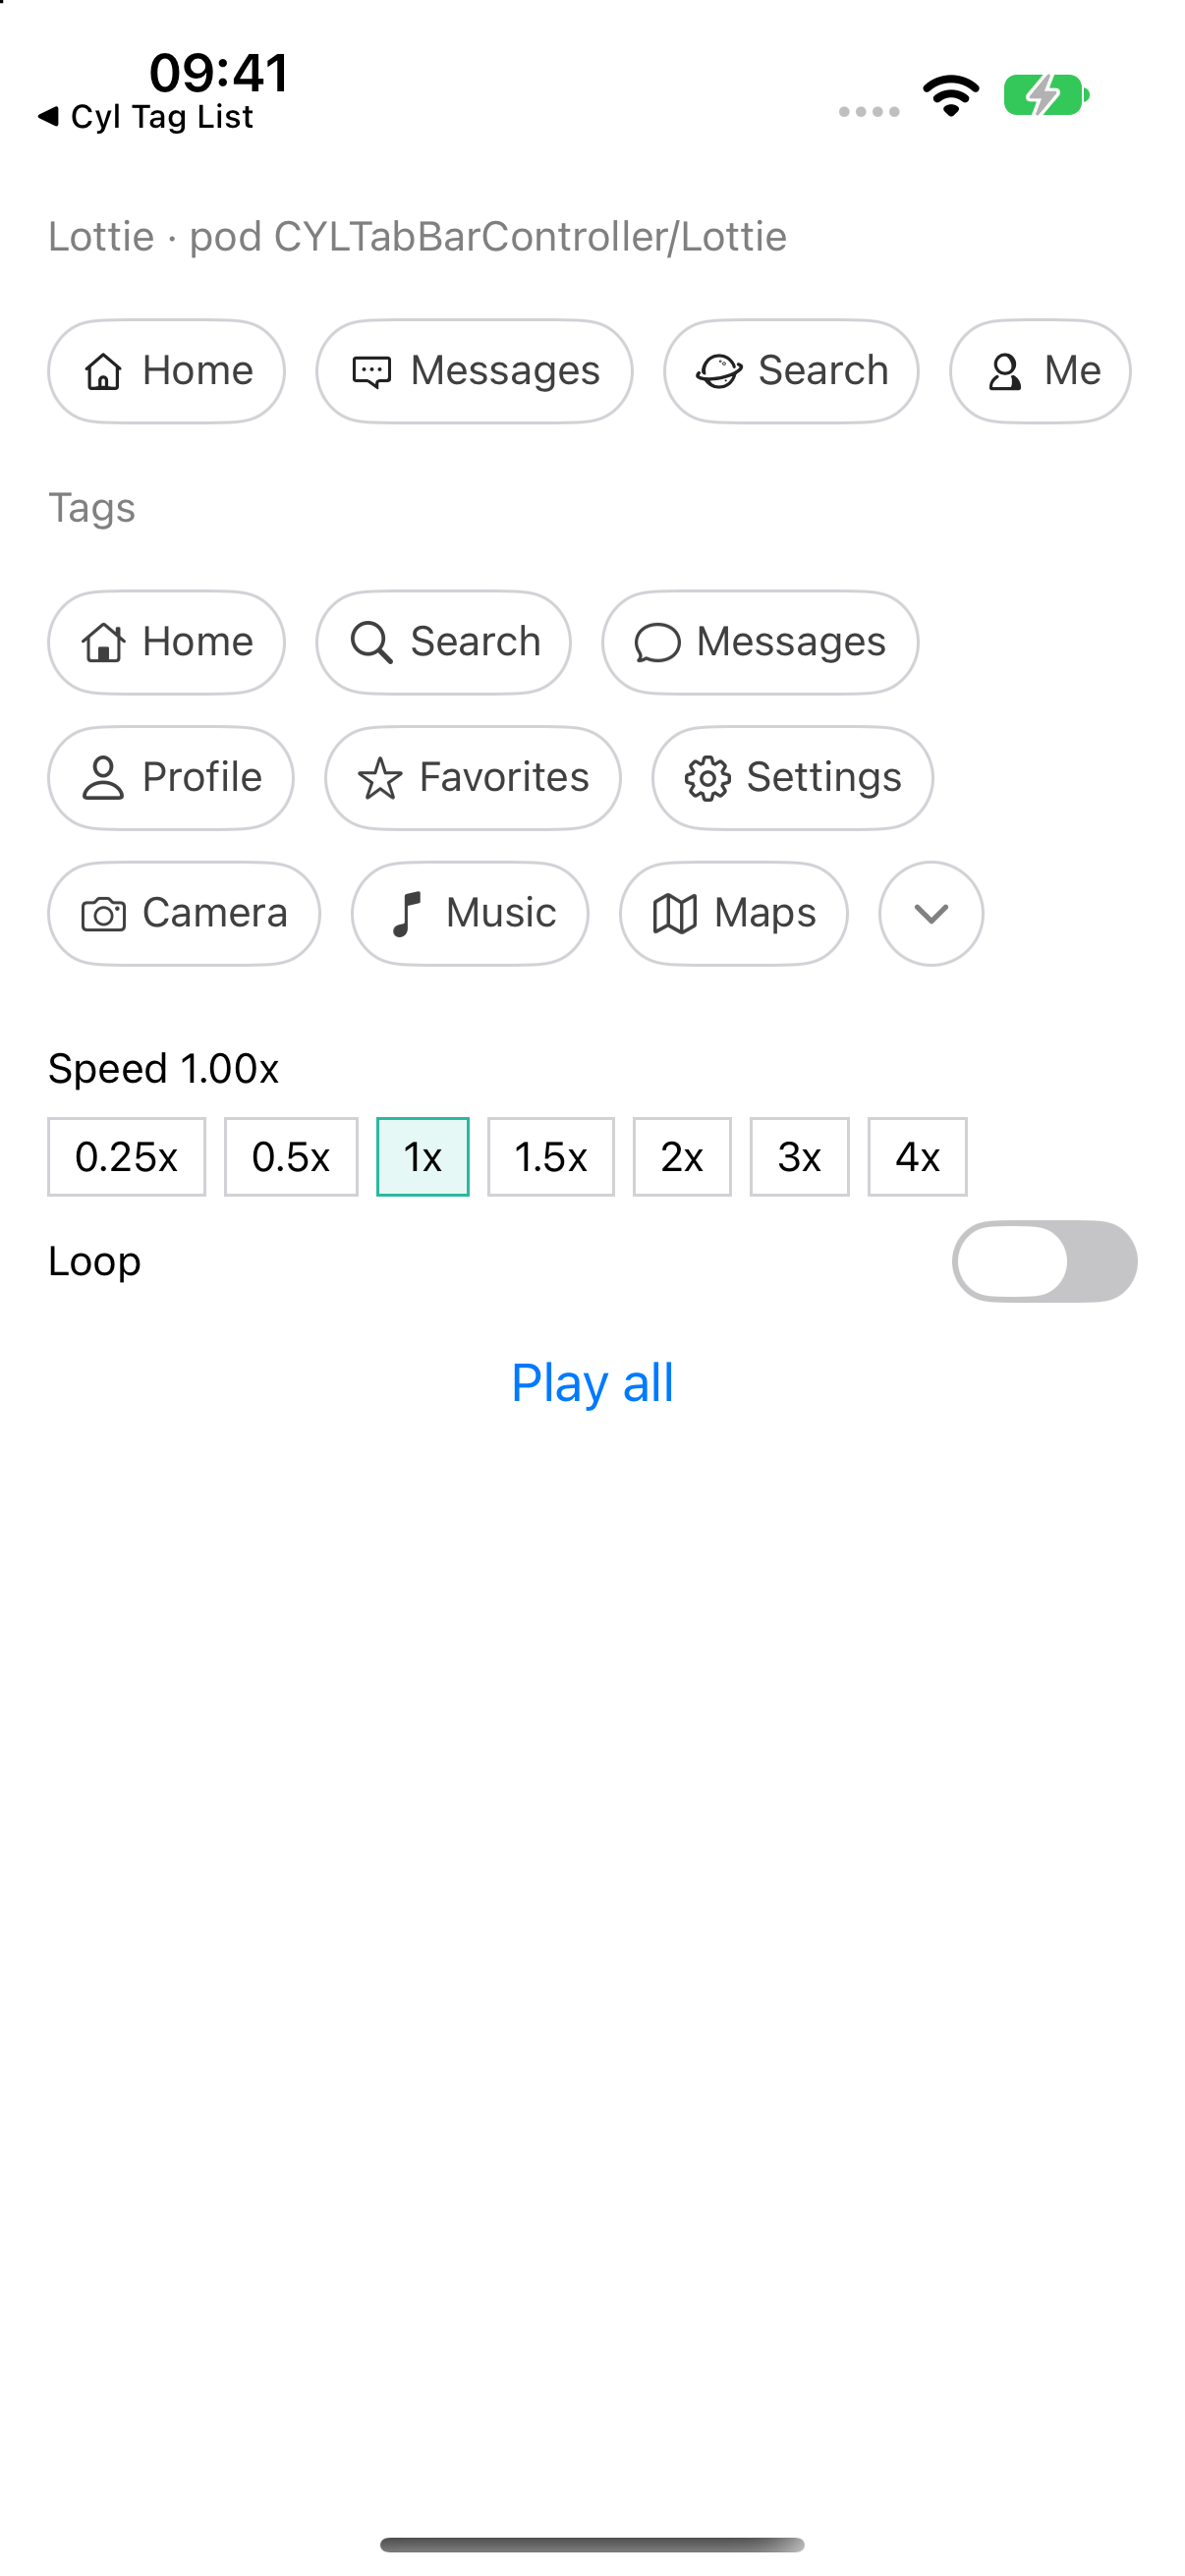 09:41
◀ Cyl Tag List
Lottie · pod CYLTabBarController/Lottie
Home Messages Search Me
Tags
Home Search Messages
Profile Favorites Settings
Camera Music Maps
Speed 1.00x
0.25x 0.5x 1x 1.5x 2x 3x 4x
Loop
Play all